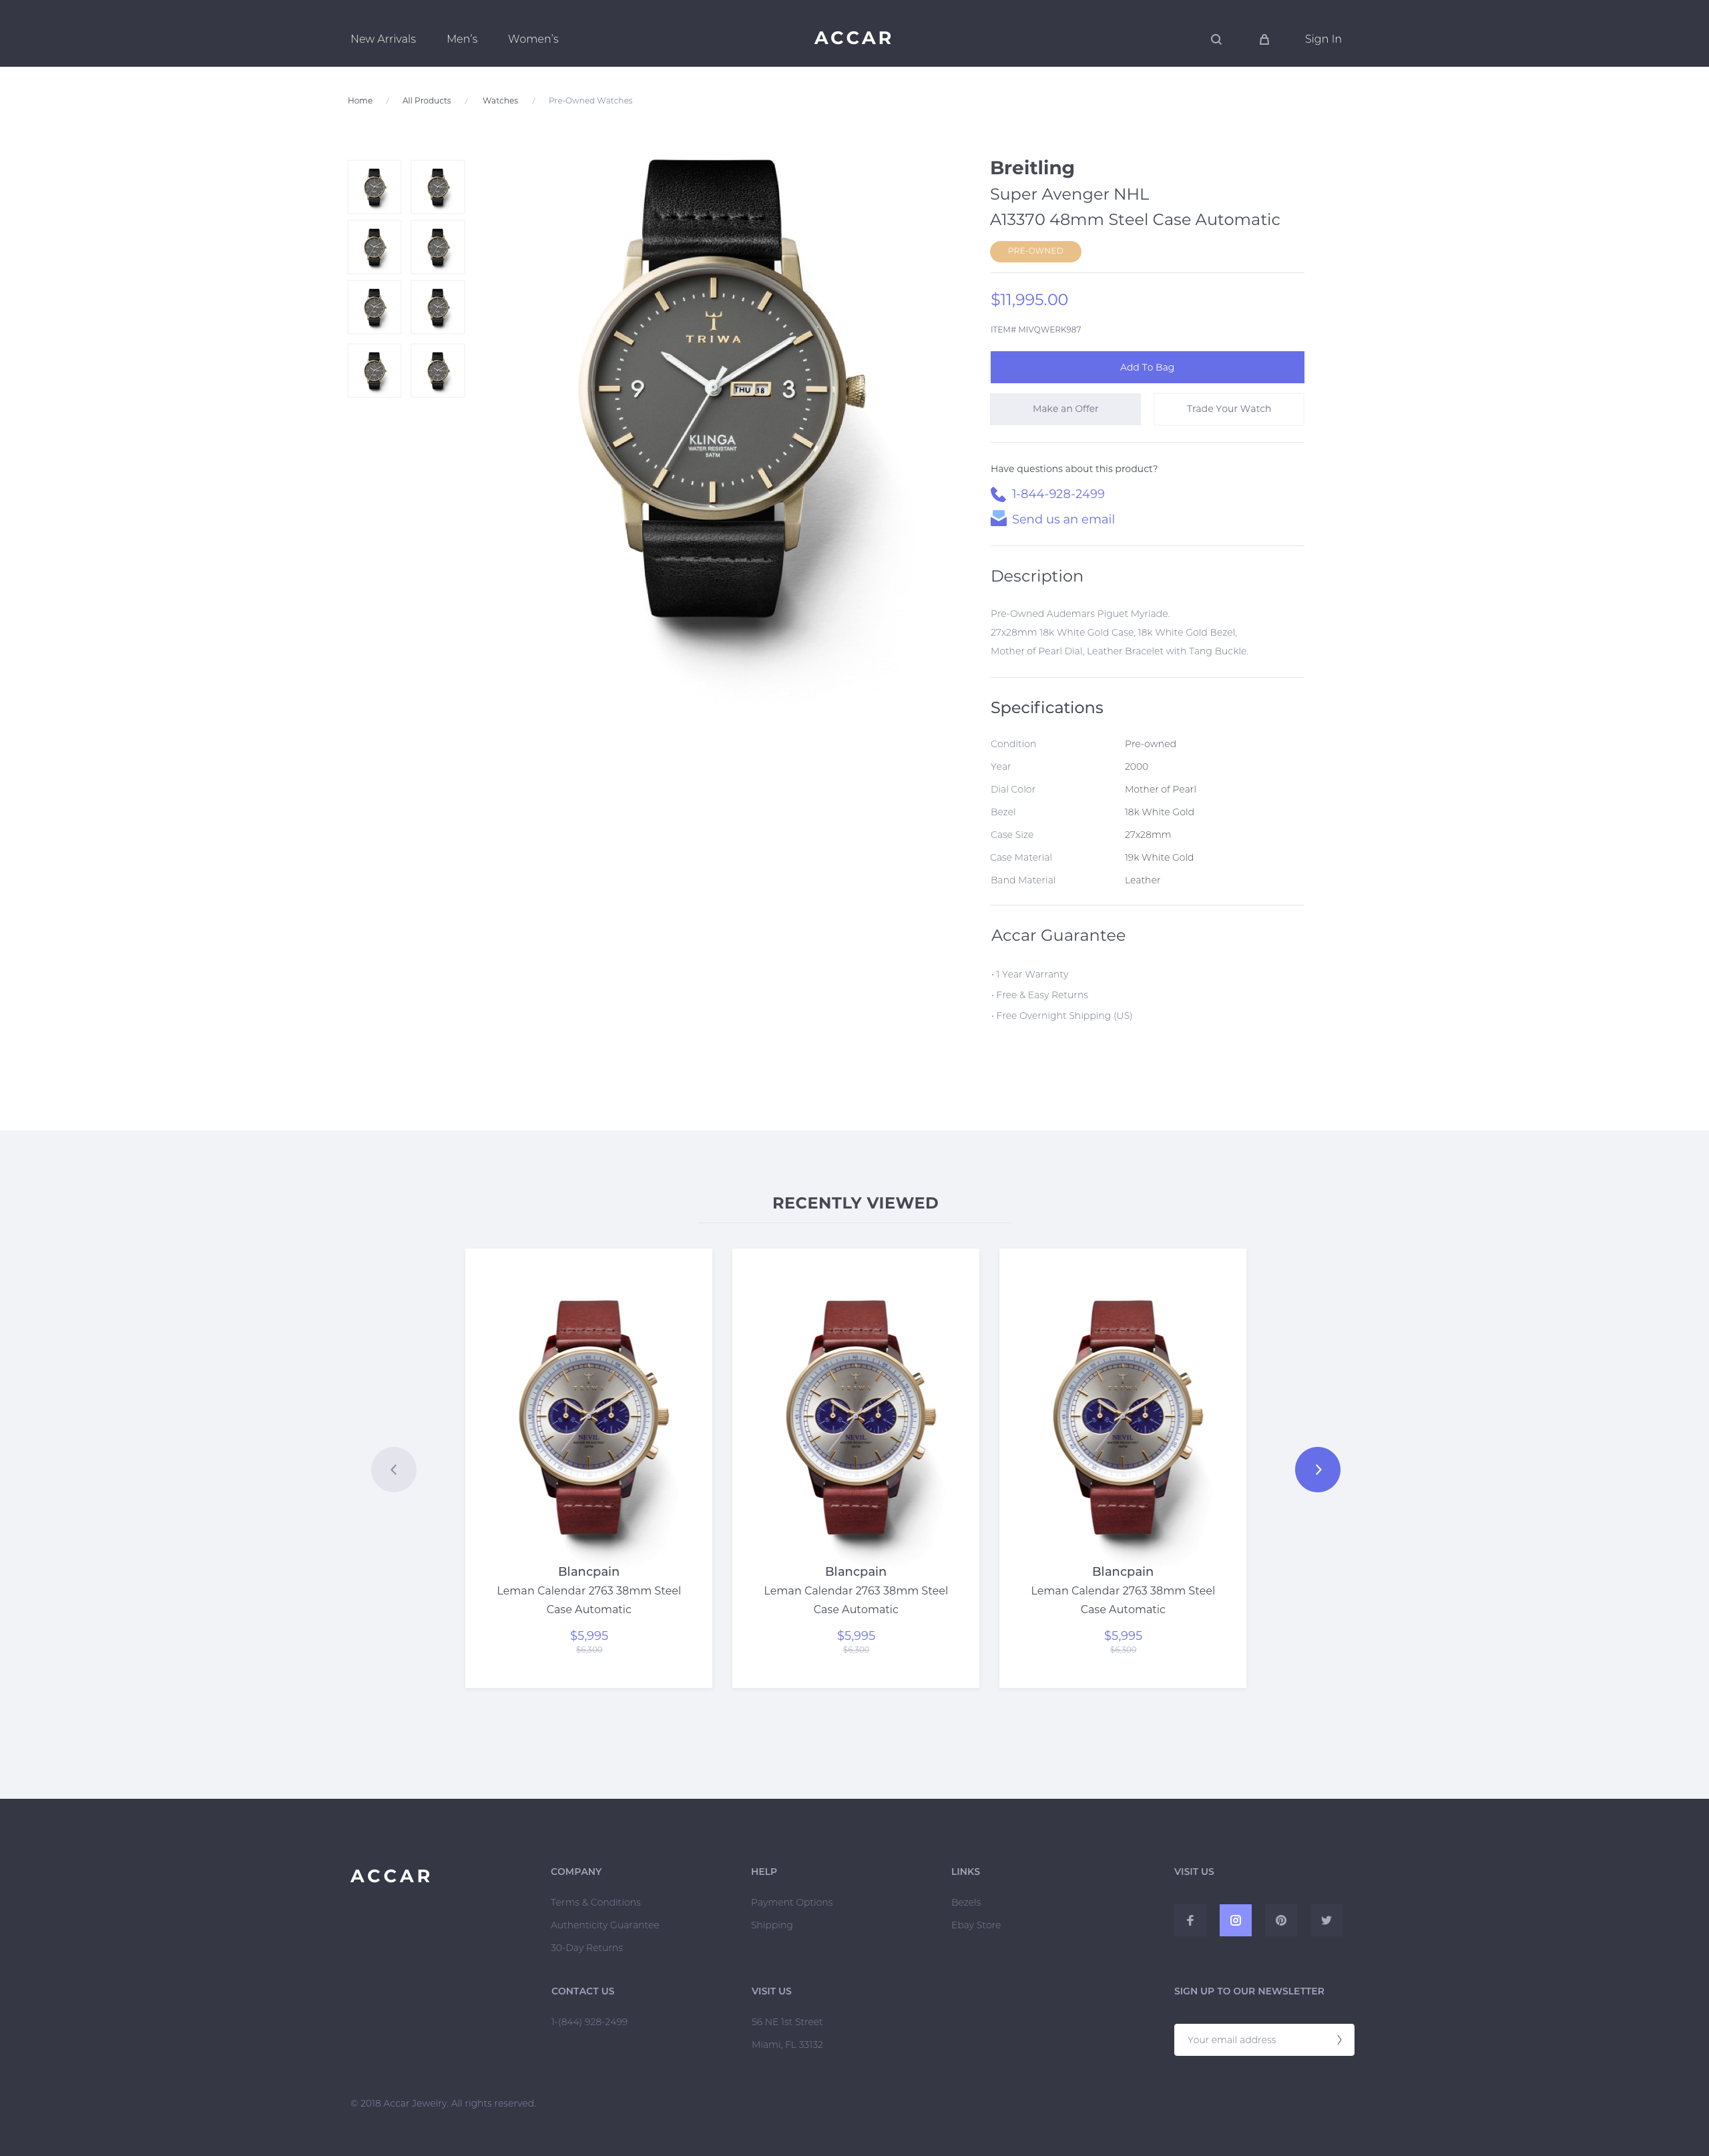 New Arrivals Men's Women's ACCAR Sign In
Home / All Products / Watches / Pre-Owned Watches
Breitling
Super Avenger NHL
A13370 48mm Steel Case Automatic
PRE-OWNED
$11,995.00
ITEM# MIVQWERK987
Add To Bag
Make an Offer Trade Your Watch
Have questions about this product?
1-844-928-2499
Send us an email
Description
Pre-Owned Audemars Piguet Myriade.
27x28mm 18k White Gold Case, 18k White Gold Bezel,
Mother of Pearl Dial, Leather Bracelet with Tang Buckle.
Specifications
Condition Pre-owned
Year 2000
Dial Color Mother of Pearl
Bezel 18k White Gold
Case Size 27x28mm
Case Material 19k White Gold
Band Material Leather
Accar Guarantee
• 1 Year Warranty
• Free & Easy Returns
• Free Overnight Shipping (US)
TRIWA
9 THU 18 3
KLINGA
WATER RESISTANT
5ATM
RECENTLY VIEWED
NEVIL NEVIL NEVIL
Blancpain Blancpain Blancpain
Leman Calendar 2763 38mm Steel Leman Calendar 2763 38mm Steel Leman Calendar 2763 38mm Steel
Case Automatic Case Automatic Case Automatic
$5,995 $5,995 $5,995
$6,300 $6,300 $6,300
ACCAR
COMPANY HELP LINKS VISIT US
Terms & Conditions Payment Options Bezels
Authenticity Guarantee Shipping Ebay Store
30-Day Returns
CONTACT US VISIT US SIGN UP TO OUR NEWSLETTER
1-(844) 928-2499 56 NE 1st Street
Miami, FL 33132
Your email address
© 2018 Accar Jewelry. All rights reserved.